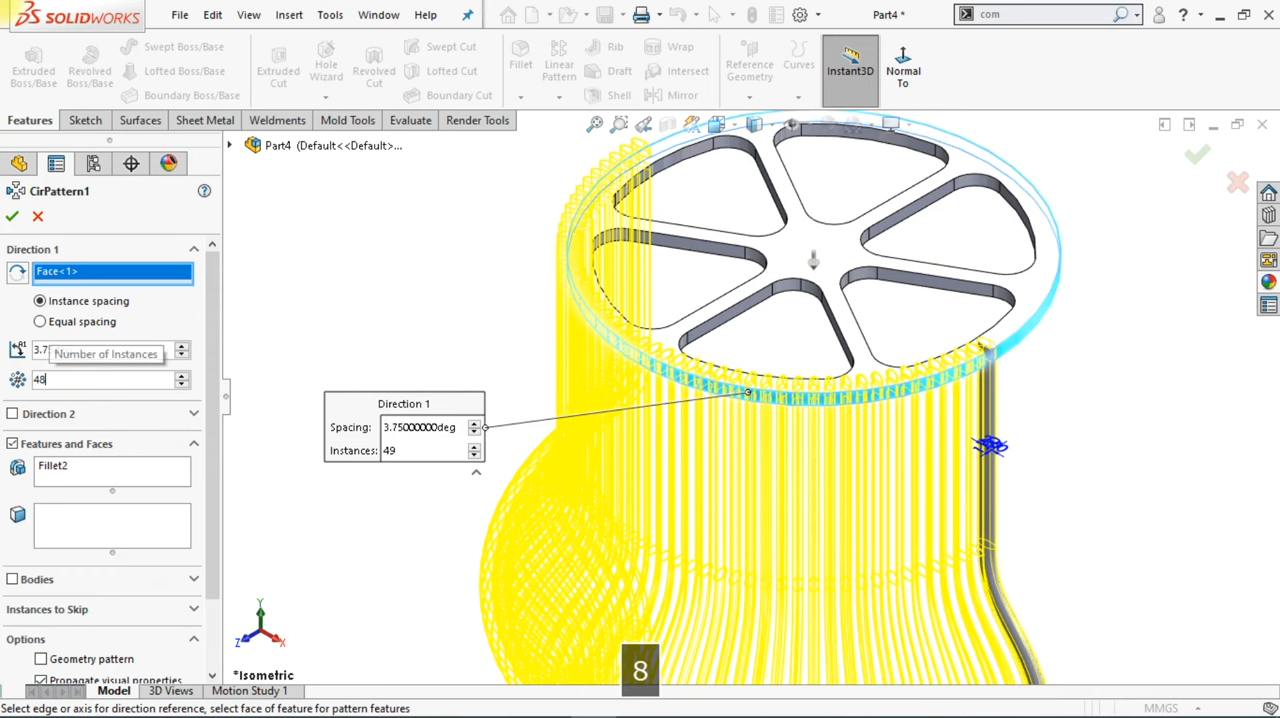 SOLIDWORKS File Edit View Insert Tools Window Help Part4 * com
Extruded Boss/Base Revolved Boss/Base Swept Boss/Base Lofted Boss/Base Boundary Boss/Base Extruded Cut Hole Wizard Revolved Cut Swept Cut Lofted Cut Boundary Cut Fillet Linear Pattern Rib Draft Shell Wrap Intersect Mirror Reference Geometry Curves Instant3D Normal To
Features Sketch Surfaces Sheet Metal Weldments Mold Tools Evaluate Render Tools
Part4 (Default<<Default>...
CirPattern1
Direction 1
Face<1>
Instance spacing
Equal spacing
3.7
Number of Instances
48
Direction 2
Features and Faces
Fillet2
Bodies
Instances to Skip
Options
Geometry pattern
Propagate visual properties
Direction 1
Spacing: 3.75000000deg
Instances: 49
Y
Z
X
*Isometric
8
Model 3D Views Motion Study 1
Select edge or axis for direction reference, select face of feature for pattern features MMGS